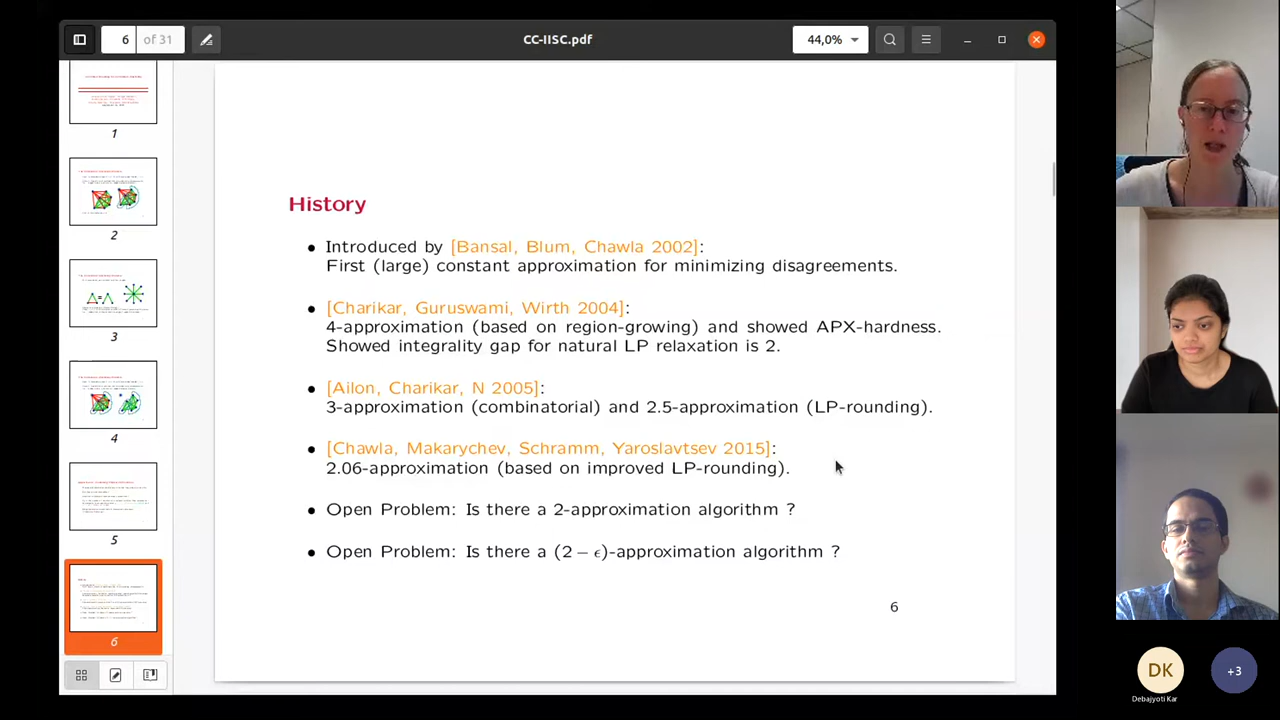 6
of 31
CC-IISC.pdf
44,0%
1
2
3
4
5
6
History
• Introduced by [Bansal, Blum, Chawla 2002]:
First (large) constant approximation for minimizing disagreements.
• [Charikar, Guruswami, Wirth 2004]:
4-approximation (based on region-growing) and showed APX-hardness.
Showed integrality gap for natural LP relaxation is 2.
• [Ailon, Charikar, N 2005]:
3-approximation (combinatorial) and 2.5-approximation (LP-rounding).
• [Chawla, Makarychev, Schramm, Yaroslavtsev 2015]:
2.06-approximation (based on improved LP-rounding).
• Open Problem: Is there a 2-approximation algorithm ?
• Open Problem: Is there a (2 − ϵ)-approximation algorithm ?
6
DK
Debajyoti Kar
+3